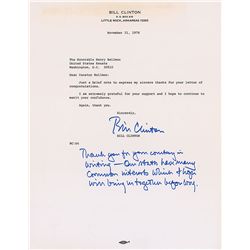 BILL CLINTON
LITTLE ROCK, ARKANSAS
November 21, 1978
The Honorable Henry Bellmon
United States Senate
Washington, D.C. 20510
Dear Senator Bellmon:
Just a brief note to express my sincere thanks for your letter of
congratulations.
I am extremely grateful for your support and I hope to continue to
merit your confidence.
Again, thank you.
Sincerely,
Bill Clinton
BILL CLINTON
Thank you for your courtesy in
writing — Our states have many
common interests which I hope
will bring us together before long.